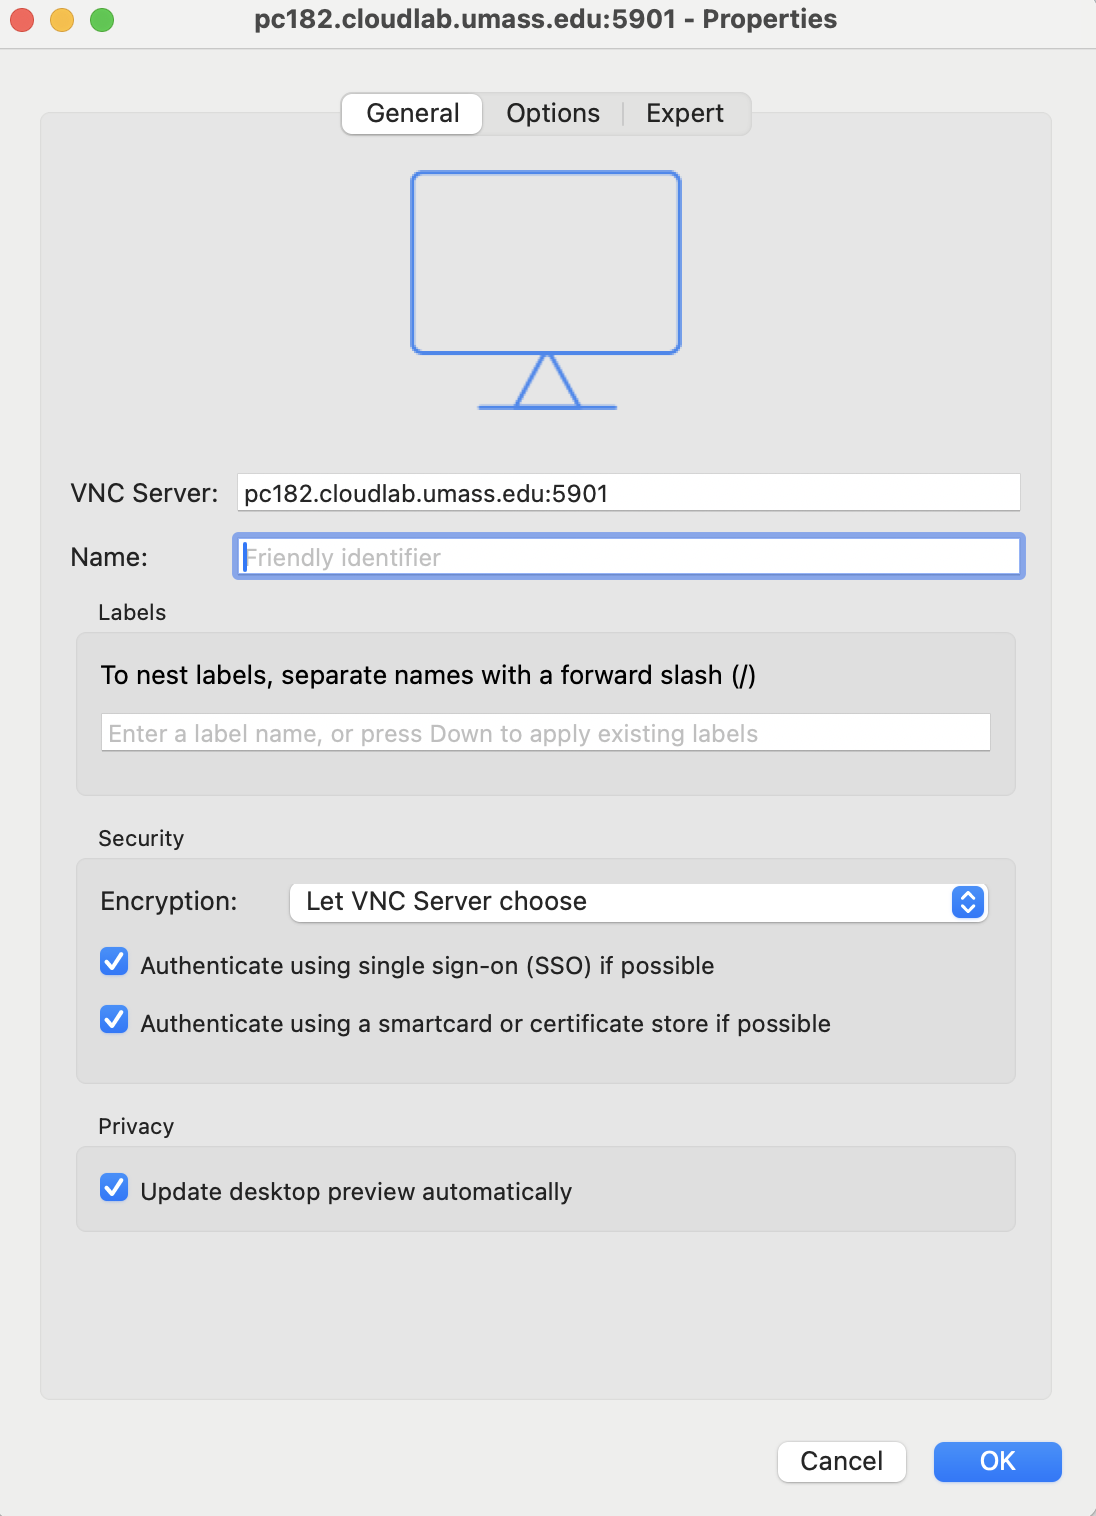 pc182.cloudlab.umass.edu:5901 - Properties
General Options Expert
VNC Server: pc182.cloudlab.umass.edu:5901
Name: Friendly identifier
Labels
To nest labels, separate names with a forward slash (/)
Enter a label name, or press Down to apply existing labels
Security
Encryption: Let VNC Server choose
Authenticate using single sign-on (SSO) if possible
Authenticate using a smartcard or certificate store if possible
Privacy
Update desktop preview automatically
Cancel OK